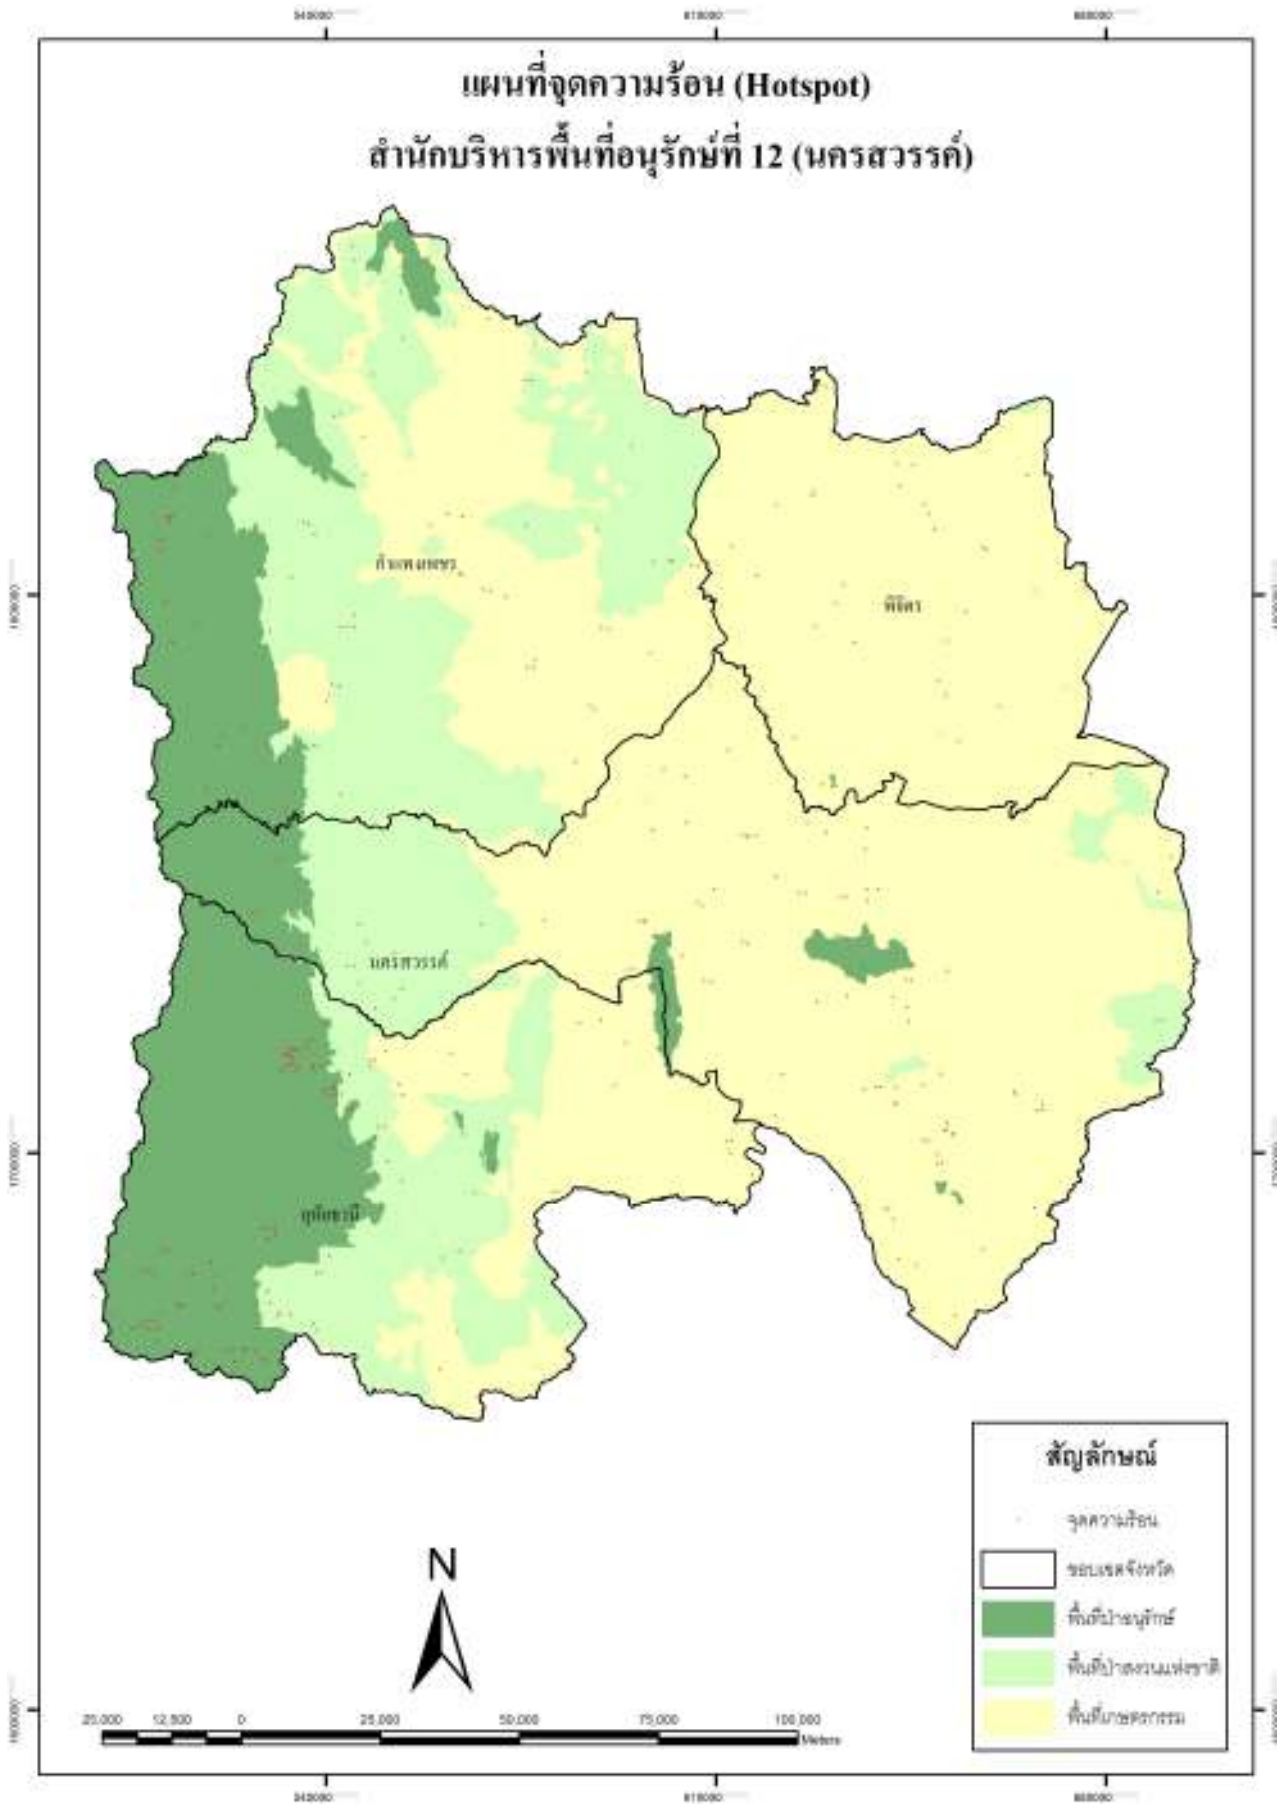 แผนที่จุดความร้อน (Hotspot)
สำนักบริหารพื้นที่อนุรักษ์ที่ 12 (นครสวรรค์)
กำแพงเพชร
พิจิตร
นครสวรรค์
อุทัยธานี
สัญลักษณ์
จุดความร้อน
ขอบเขตจังหวัด
พื้นที่ป่าอนุรักษ์
พื้นที่ป่าสงวนแห่งชาติ
พื้นที่เกษตรกรรม
N
25,000 12,500 0 25,000 50,000 75,000 100,000
Meters